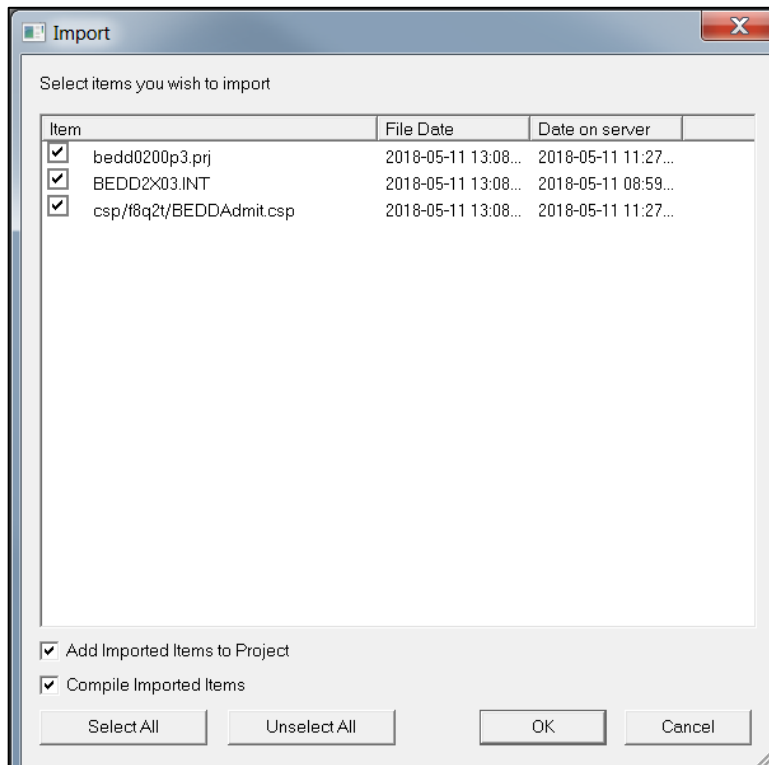 Import
Select items you wish to import
Item File Date Date on server
bedd0200p3.prj 2018-05-11 13:08... 2018-05-11 11:27...
BEDD2X03.INT 2018-05-11 13:08... 2018-05-11 08:59...
csp/f8q2t/BEDDAdmit.csp 2018-05-11 13:08... 2018-05-11 11:27...
Add Imported Items to Project
Compile Imported Items
Select All Unselect All OK Cancel